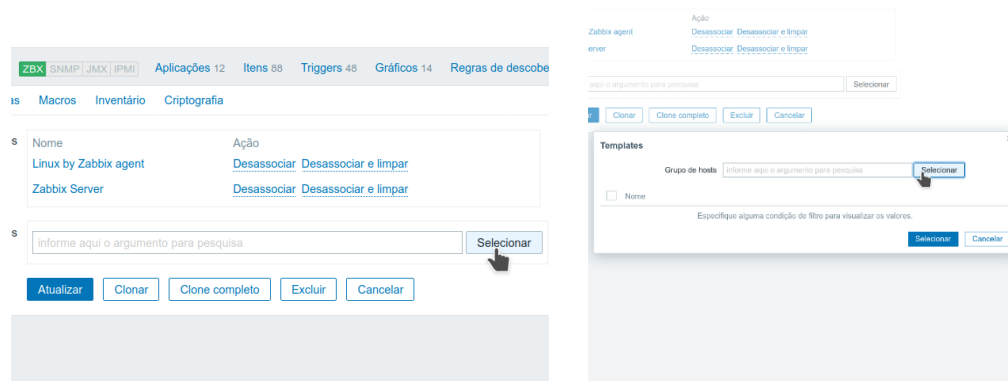 ZBX SNMP JMX IPMI Aplicações 12 Itens 88 Triggers 48 Gráficos 14 Regras de descobe
as Macros Inventário Criptografia
s Nome Ação
Linux by Zabbix agent Desassociar Desassociar e limpar
Zabbix Server Desassociar Desassociar e limpar
s informe aqui o argumento para pesquisa Selecionar
Atualizar Clonar Clone completo Excluir Cancelar
Ação
Zabbix agent Desassociar Desassociar e limpar
erver Desassociar Desassociar e limpar
aqui o argumento para pesquisa Selecionar
ar Clonar Clone completo Excluir Cancelar
Templates
Grupo de hosts informe aqui o argumento para pesquisa Selecionar
Nome
Especifique alguma condição de filtro para visualizar os valores.
Selecionar Cancelar